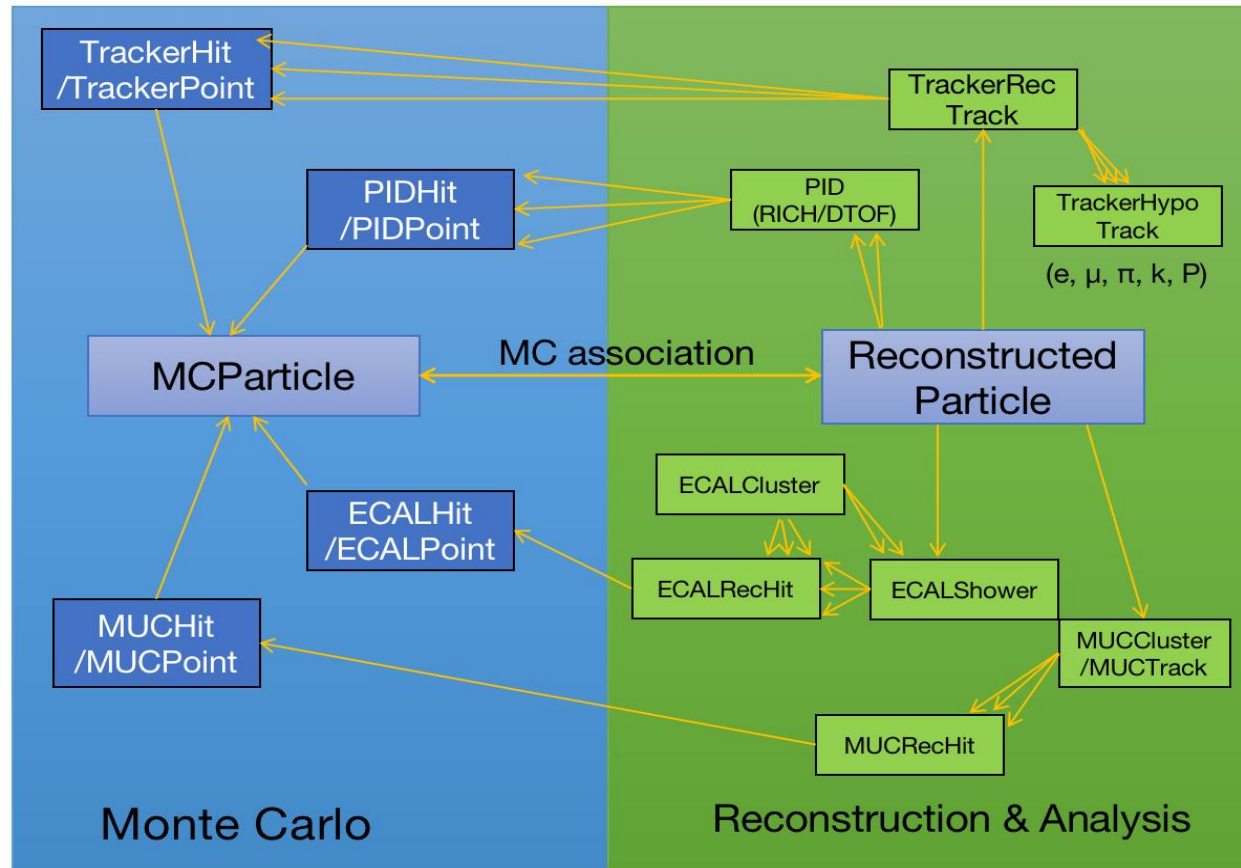 TrackerHit
/TrackerPoint
TrackerRec
Track
PIDHit
/PIDPoint
PID
(RICH/DTOF)
TrackerHypo
Track
(e, μ, π, k, P)
MCParticle
MC association
Reconstructed
Particle
ECALCluster
ECALHit
/ECALPoint
ECALRecHit
ECALShower
MUCHit
/MUCPoint
MUCCluster
/MUCTrack
MUCRecHit
Monte Carlo
Reconstruction & Analysis